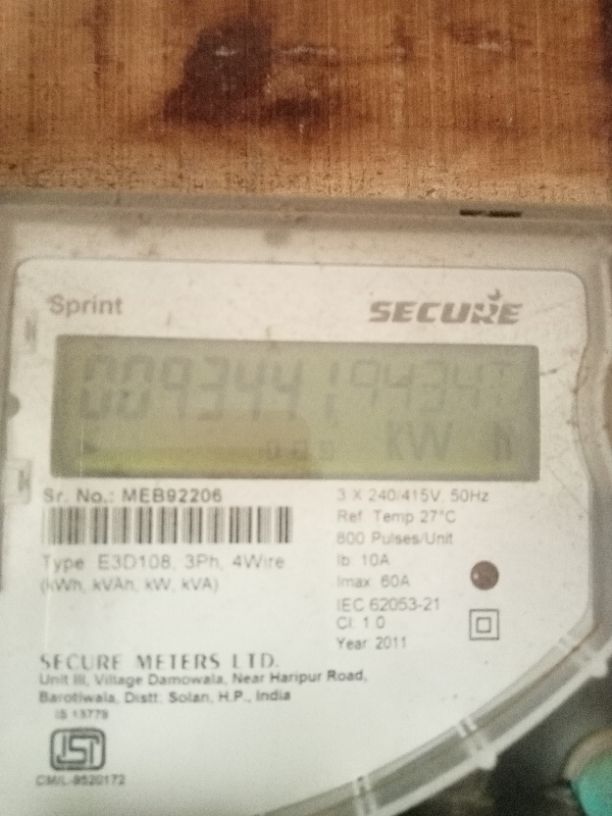 Sprint
SECURE
Sr. No.: MEB92206
Type E3D108, 3Ph, 4Wire
(kWh, kVAh, kW, kVA)
3 X 240/415V, 50Hz
Ref. Temp 27°C
800 Pulses/Unit
Ib: 10A
Imax 60A
IEC 62053-21
Cl. 1.0
Year 2011
SECURE METERS LTD.
Unit III, Village Damowala, Near Haripur Road,
Barotiwala, Distt. Solan, H.P., India
IS 13779
ISI
CM/L-9520172